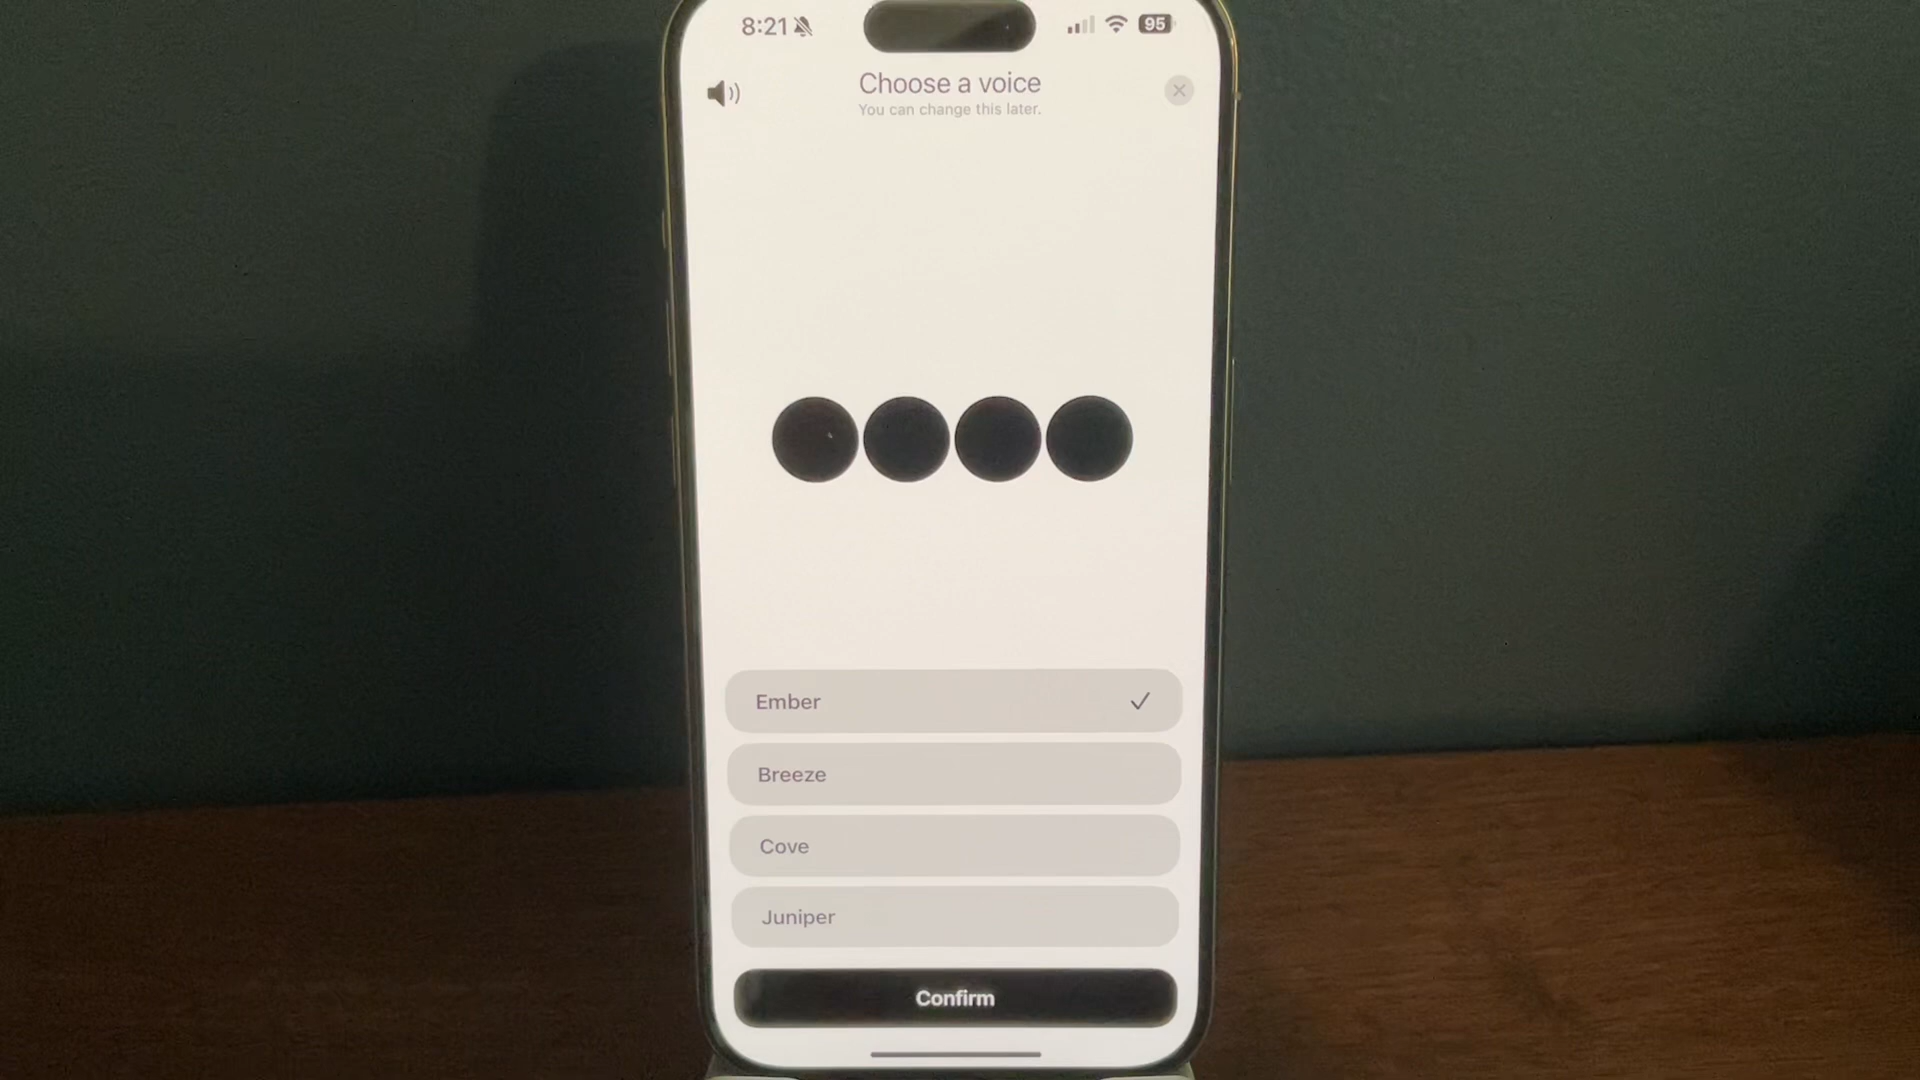 8:21
95
Choose a voice
You can change this later.
Ember
Breeze
Cove
Juniper
Confirm